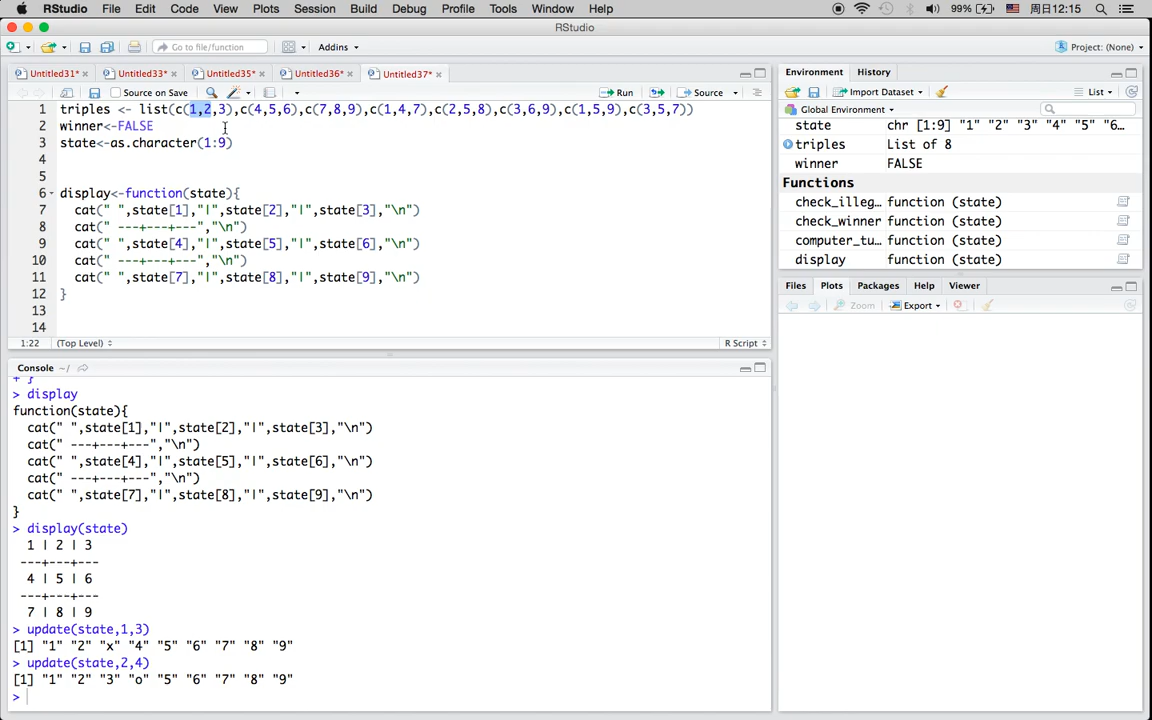 RStudio File Edit Code View Plots Session Build Debug Profile Tools Window Help 99% 周日12:15
RStudio
Go to file/function Addins Project: (None)
Untitled31* Untitled33* Untitled35* Untitled36* Untitled37*
Source on Save Run Source
1 triples <- list(c(1,2,3),c(4,5,6),c(7,8,9),c(1,4,7),c(2,5,8),c(3,6,9),c(1,5,9),c(3,5,7))
2 winner<-FALSE
3 state<-as.character(1:9)
4
5
6 display<-function(state){
7 cat(" ",state[1],"|",state[2],"|",state[3],"\n")
8 cat(" ---+---+---","\n")
9 cat(" ",state[4],"|",state[5],"|",state[6],"\n")
10 cat(" ---+---+---","\n")
11 cat(" ",state[7],"|",state[8],"|",state[9],"\n")
12 }
13
14
1:22 (Top Level) R Script
Console ~/
+ }
> display
function(state){
cat(" ",state[1],"|",state[2],"|",state[3],"\n")
cat(" ---+---+---","\n")
cat(" ",state[4],"|",state[5],"|",state[6],"\n")
cat(" ---+---+---","\n")
cat(" ",state[7],"|",state[8],"|",state[9],"\n")
}
> display(state)
1 | 2 | 3
---+---+---
4 | 5 | 6
---+---+---
7 | 8 | 9
> update(state,1,3)
[1] "1" "2" "x" "4" "5" "6" "7" "8" "9"
> update(state,2,4)
[1] "1" "2" "3" "o" "5" "6" "7" "8" "9"
>
Environment History
Import Dataset List
Global Environment
state chr [1:9] "1" "2" "3" "4" "5" "6"…
triples List of 8
winner FALSE
Functions
check_illeg… function (state)
check_winner function (state)
computer_tu… function (state)
display function (state)
Files Plots Packages Help Viewer
Zoom Export